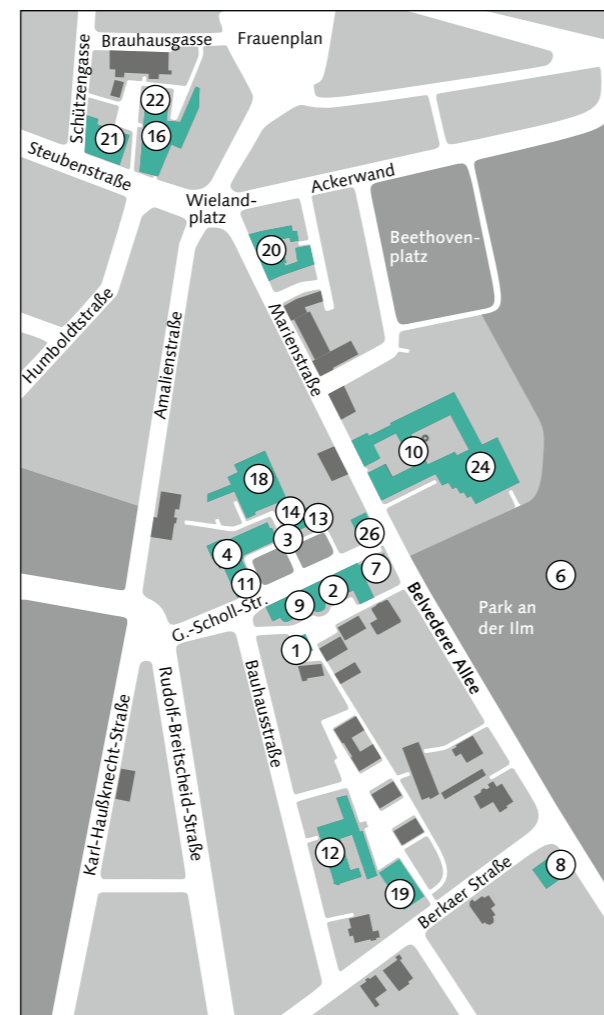 Brauhausgasse
Frauenplan
Schützengasse
22
16
21
Steubenstraße
Ackerwand
Wieland-
platz
Beethoven-
platz
20
Humboldtstraße
Amalienstraße
Marienstraße
10
24
18
14
13
3
26
4
11
7
2
9
6
G.-Scholl-Str.
Park an
der Ilm
1
Belvederer Allee
Bauhausstraße
Rudolf-Breitscheid-Straße
Karl-Haußknecht-Straße
12
19
8
Berkaer Straße